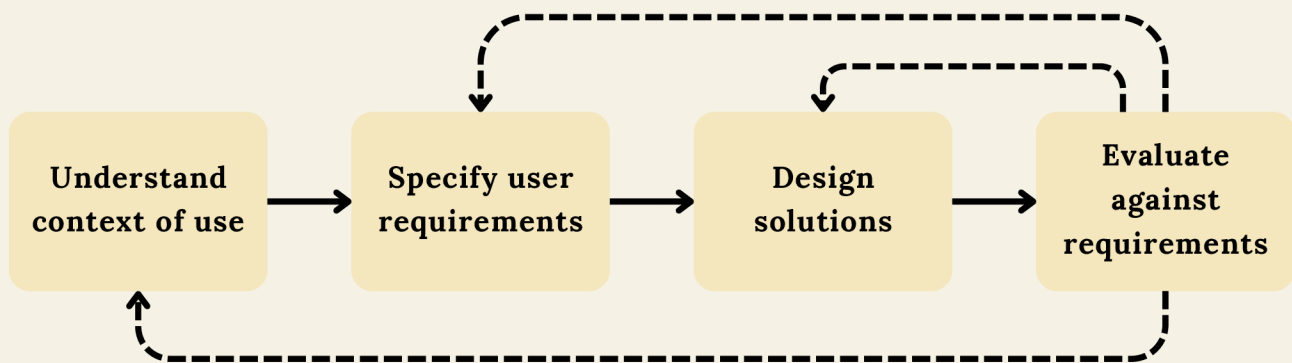 Understand
context of use
Specify user
requirements
Design
solutions
Evaluate
against
requirements